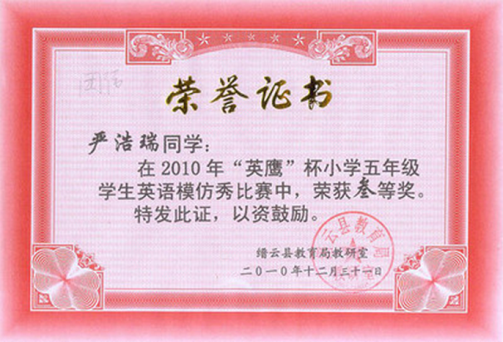 荣誉证书
严浩瑞同学：
在2010年“英鹰”杯小学五年级
学生英语模仿秀比赛中，荣获叁等奖。
特发此证，以资鼓励。
缙云县教育局教研室
二〇一〇年十二月三十一日